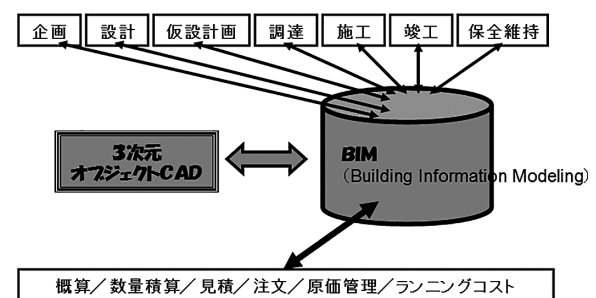 企画 設計 仮設計画 調達 施工 竣工 保全維持
3次元
オブジェクトCAD
BIM
（Building Information Modeling）
概算／数量積算／見積／注文／原価管理／ランニングコスト